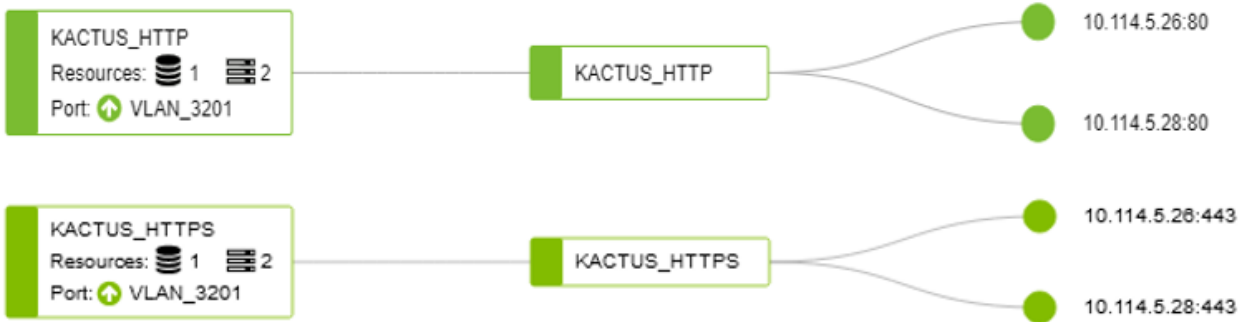 KACTUS_HTTP
Resources: 1 2
Port: VLAN_3201
KACTUS_HTTP
10.114.5.26:80
10.114.5.28:80
KACTUS_HTTPS
Resources: 1 2
Port: VLAN_3201
KACTUS_HTTPS
10.114.5.26:443
10.114.5.28:443